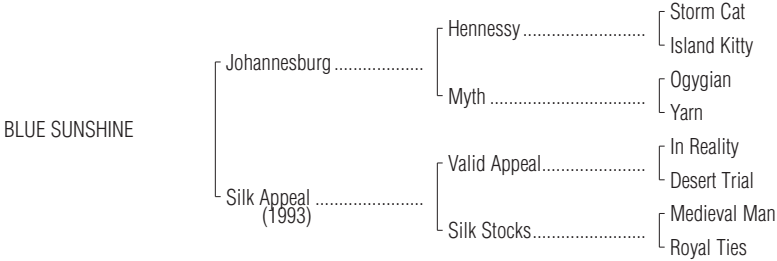 Storm Cat
Hennessy ..........................
Island Kitty
Johannesburg ...................
Ogygian
Myth .................................
Yarn
BLUE SUNSHINE
In Reality
Valid Appeal......................
Desert Trial
Silk Appeal .......................
(1993)
Medieval Man
Silk Stocks........................
Royal Ties